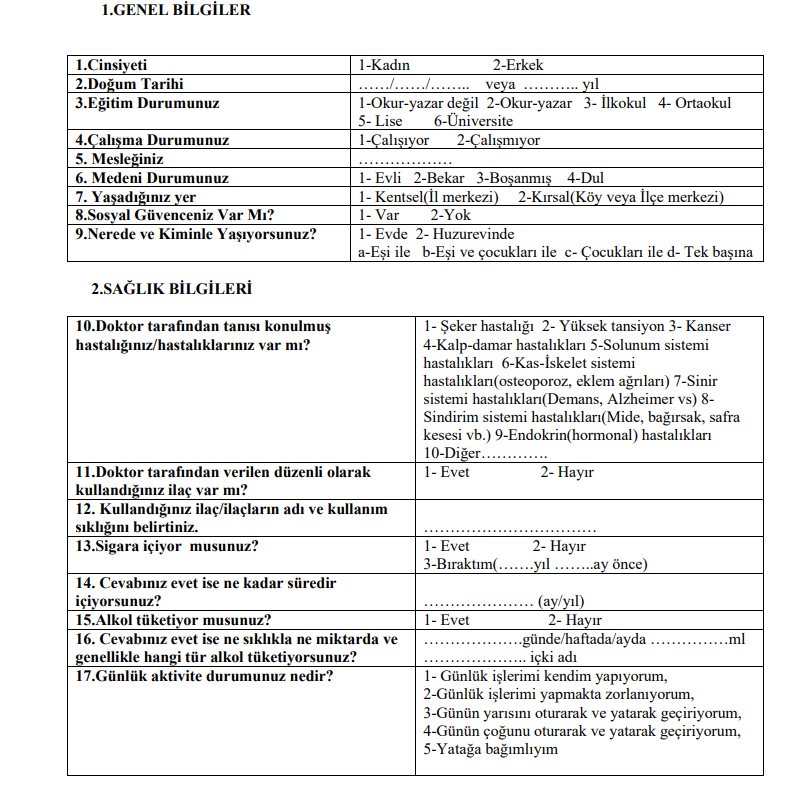 1.GENEL BİLGİLER
1.Cinsiyeti 1-Kadın 2-Erkek
2.Doğum Tarihi ……/……/…….. veya ……….. yıl
3.Eğitim Durumunuz 1-Okur-yazar değil 2-Okur-yazar 3- İlkokul 4- Ortaokul
5- Lise 6-Üniversite
4.Çalışma Durumunuz 1-Çalışıyor 2-Çalışmıyor
5. Mesleğiniz ………………
6. Medeni Durumunuz 1- Evli 2-Bekar 3-Boşanmış 4-Dul
7. Yaşadığınız yer 1- Kentsel(İl merkezi) 2-Kırsal(Köy veya İlçe merkezi)
8.Sosyal Güvenceniz Var Mı? 1- Var 2-Yok
9.Nerede ve Kiminle Yaşıyorsunuz? 1- Evde 2- Huzurevinde
a-Eşi ile b-Eşi ve çocukları ile c- Çocukları ile d- Tek başına
2.SAĞLIK BİLGİLERİ
10.Doktor tarafından tanısı konulmuş
hastalığınız/hastalıklarınız var mı?
1- Şeker hastalığı 2- Yüksek tansiyon 3- Kanser
4-Kalp-damar hastalıkları 5-Solunum sistemi
hastalıkları 6-Kas-İskelet sistemi
hastalıkları(osteoporoz, eklem ağrıları) 7-Sinir
sistemi hastalıkları(Demans, Alzheimer vs) 8-
Sindirim sistemi hastalıkları(Mide, bağırsak, safra
kesesi vb.) 9-Endokrin(hormonal) hastalıkları
10-Diğer………….
11.Doktor tarafından verilen düzenli olarak
kullandığınız ilaç var mı?
1- Evet 2- Hayır
12. Kullandığınız ilaç/ilaçların adı ve kullanım
sıklığını belirtiniz.
……………………………
13.Sigara içiyor musunuz? 1- Evet 2- Hayır
3-Bıraktım(…….yıl ……..ay önce)
14. Cevabınız evet ise ne kadar süredir
içiyorsunuz?
………………… (ay/yıl)
15.Alkol tüketiyor musunuz? 1- Evet 2- Hayır
16. Cevabınız evet ise ne sıklıkla ne miktarda ve
genellikle hangi tür alkol tüketiyorsunuz?
……………….günde/haftada/ayda ……………ml
……………….. içki adı
17.Günlük aktivite durumunuz nedir? 1- Günlük işlerimi kendim yapıyorum,
2-Günlük işlerimi yapmakta zorlanıyorum,
3-Günün yarısını oturarak ve yatarak geçiriyorum,
4-Günün çoğunu oturarak ve yatarak geçiriyorum,
5-Yatağa bağımlıyım